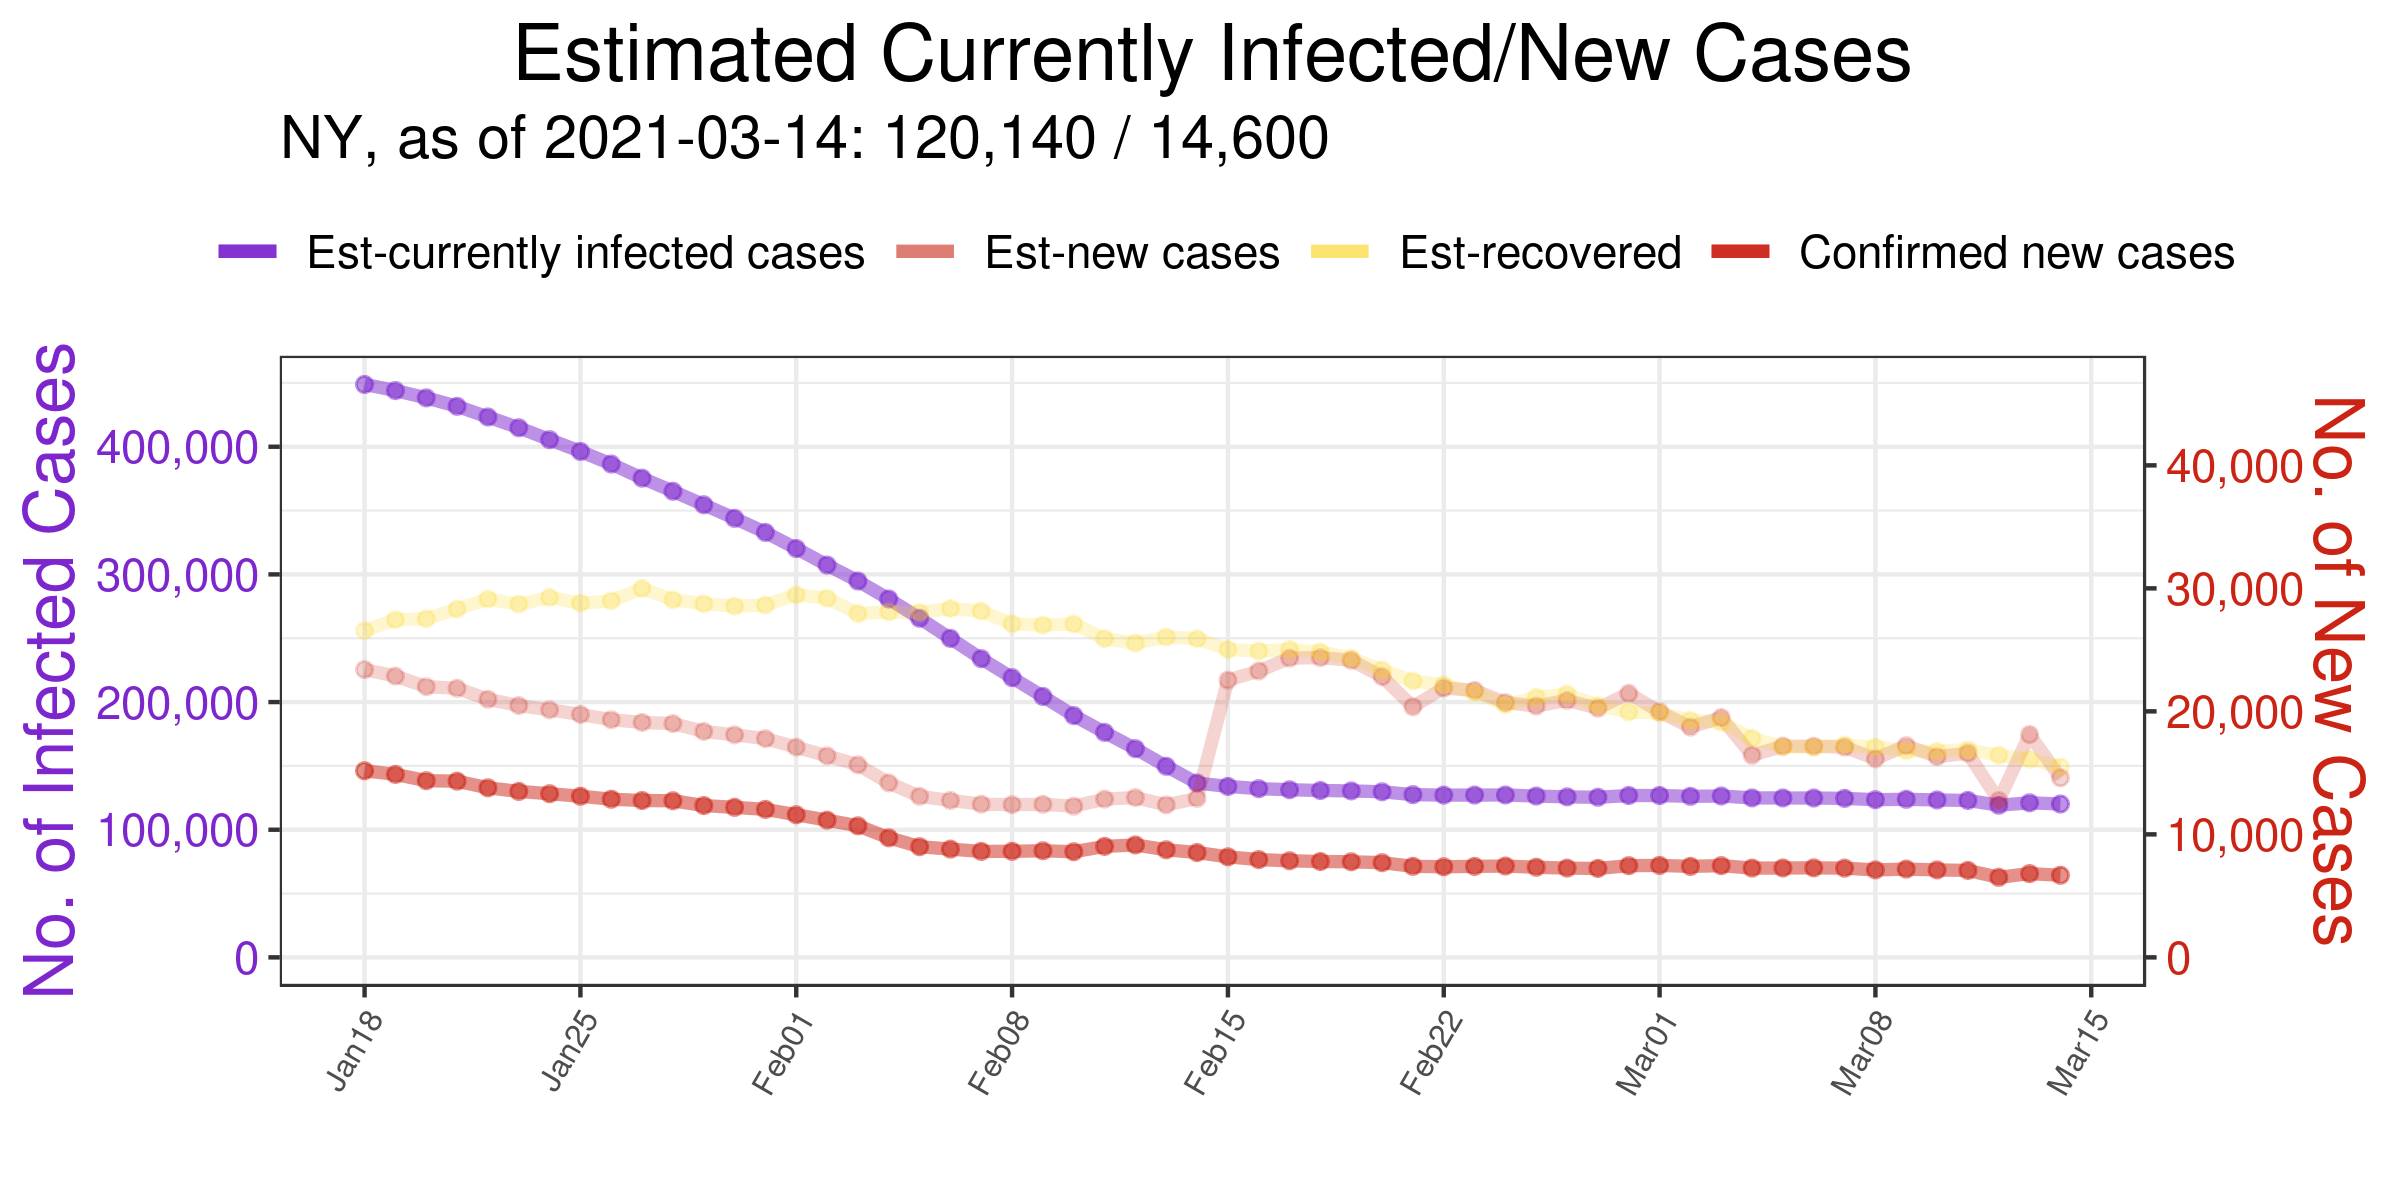 Estimated Currently Infected/New Cases
NY, as of 2021-03-14: 120,140 / 14,600
Est-currently infected cases Est-new cases Est-recovered Confirmed new cases
No. of Infected Cases
400,000
300,000
200,000
100,000
0
40,000
30,000
20,000
10,000
0
No. of New Cases
Jan18 Jan25 Feb01 Feb08 Feb15 Feb22 Mar01 Mar08 Mar15